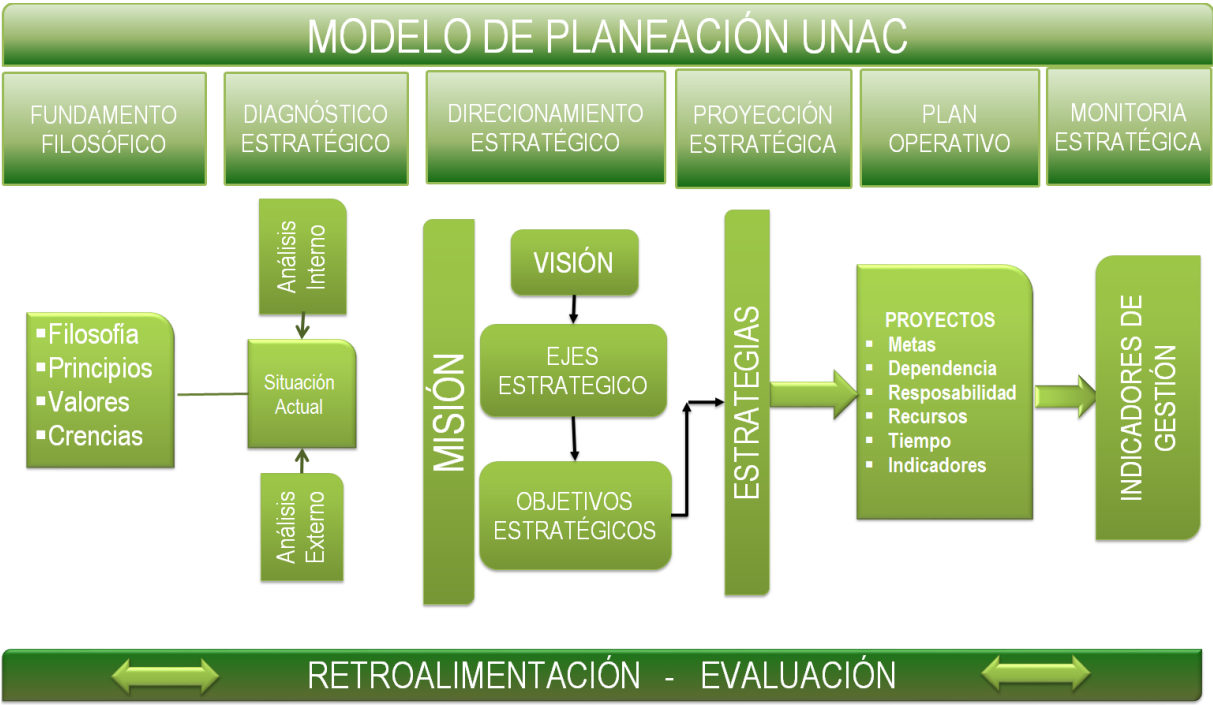 MODELO DE PLANEACIÓN UNAC
FUNDAMENTO
FILOSÓFICO
DIAGNÓSTICO
ESTRATÉGICO
DIRECIONAMIENTO
ESTRATÉGICO
PROYECCIÓN
ESTRATÉGICA
PLAN
OPERATIVO
MONITORIA
ESTRATÉGICA
▪Filosofía
▪Principios
▪Valores
▪Crencias
Análisis
Interno
Situación
Actual
Análisis
Externo
MISIÓN
VISIÓN
EJES
ESTRATEGICO
OBJETIVOS
ESTRATÉGICOS
ESTRATEGIAS
PROYECTOS
▪ Metas
▪ Dependencia
▪ Resposabilidad
▪ Recursos
▪ Tiempo
▪ Indicadores
INDICADORES DE
GESTIÓN
RETROALIMENTACIÓN - EVALUACIÓN